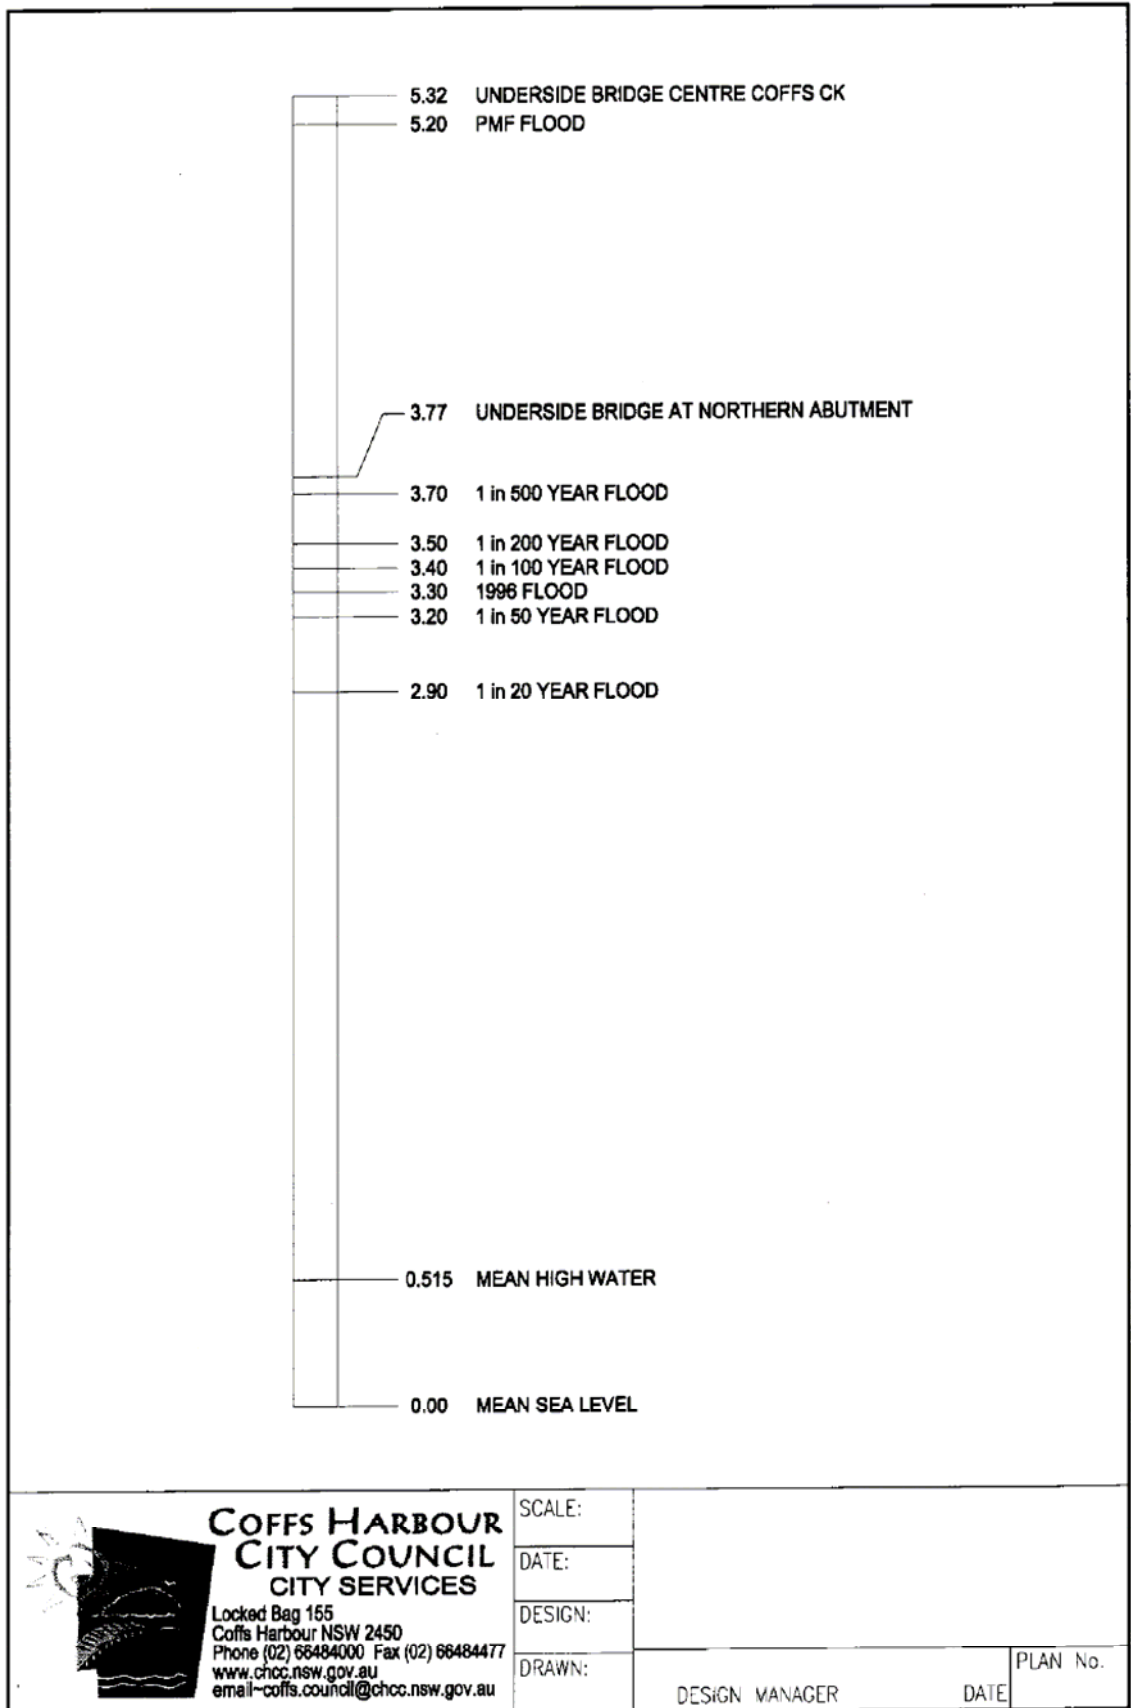 5.32 UNDERSIDE BRIDGE CENTRE COFFS CK
5.20 PMF FLOOD
3.77 UNDERSIDE BRIDGE AT NORTHERN ABUTMENT
3.70 1 in 500 YEAR FLOOD
3.50 1 in 200 YEAR FLOOD
3.40 1 in 100 YEAR FLOOD
3.30 1996 FLOOD
3.20 1 in 50 YEAR FLOOD
2.90 1 in 20 YEAR FLOOD
0.515 MEAN HIGH WATER
0.00 MEAN SEA LEVEL
COFFS HARBOUR
CITY COUNCIL
CITY SERVICES
Locked Bag 155
Coffs Harbour NSW 2450
Phone (02) 66484000 Fax (02) 66484477
www.chcc.nsw.gov.au
email~coffs.council@chcc.nsw.gov.au
SCALE:
DATE:
DESIGN:
DRAWN:
DESIGN MANAGER
DATE
PLAN No.